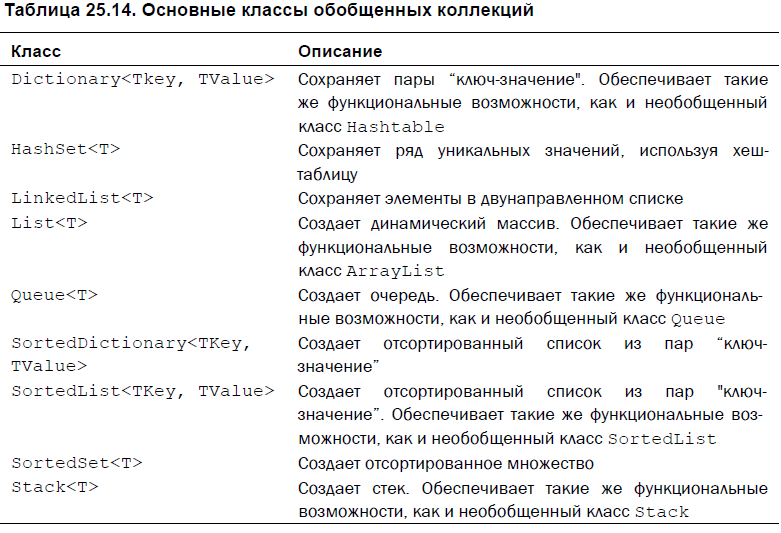 Таблица 25.14. Основные классы обобщенных коллекций
Класс Описание
Dictionary<Tkey, TValue> Сохраняет пары “ключ-значение". Обеспечивает такие
же функциональные возможности, как и необобщенный
класс Hashtable
HashSet<T> Сохраняет ряд уникальных значений, используя хеш-
таблицу
LinkedList<T> Сохраняет элементы в двунаправленном списке
List<T> Создает динамический массив. Обеспечивает такие же
функциональные возможности, как и необобщенный
класс ArrayList
Queue<T> Создает очередь. Обеспечивает такие же функциональ-
ные возможности, как и необобщенный класс Queue
SortedDictionary<TKey, Создает отсортированный список из пар “ключ-
TValue> значение”
SortedList<TKey, TValue> Создает отсортированный список из пар "ключ-
значение”. Обеспечивает такие же функциональные воз-
можности, как и необобщенный класс SortedList
SortedSet<T> Создает отсортированное множество
Stack<T> Создает стек. Обеспечивает такие же функциональные
возможности, как и необобщенный класс Stack